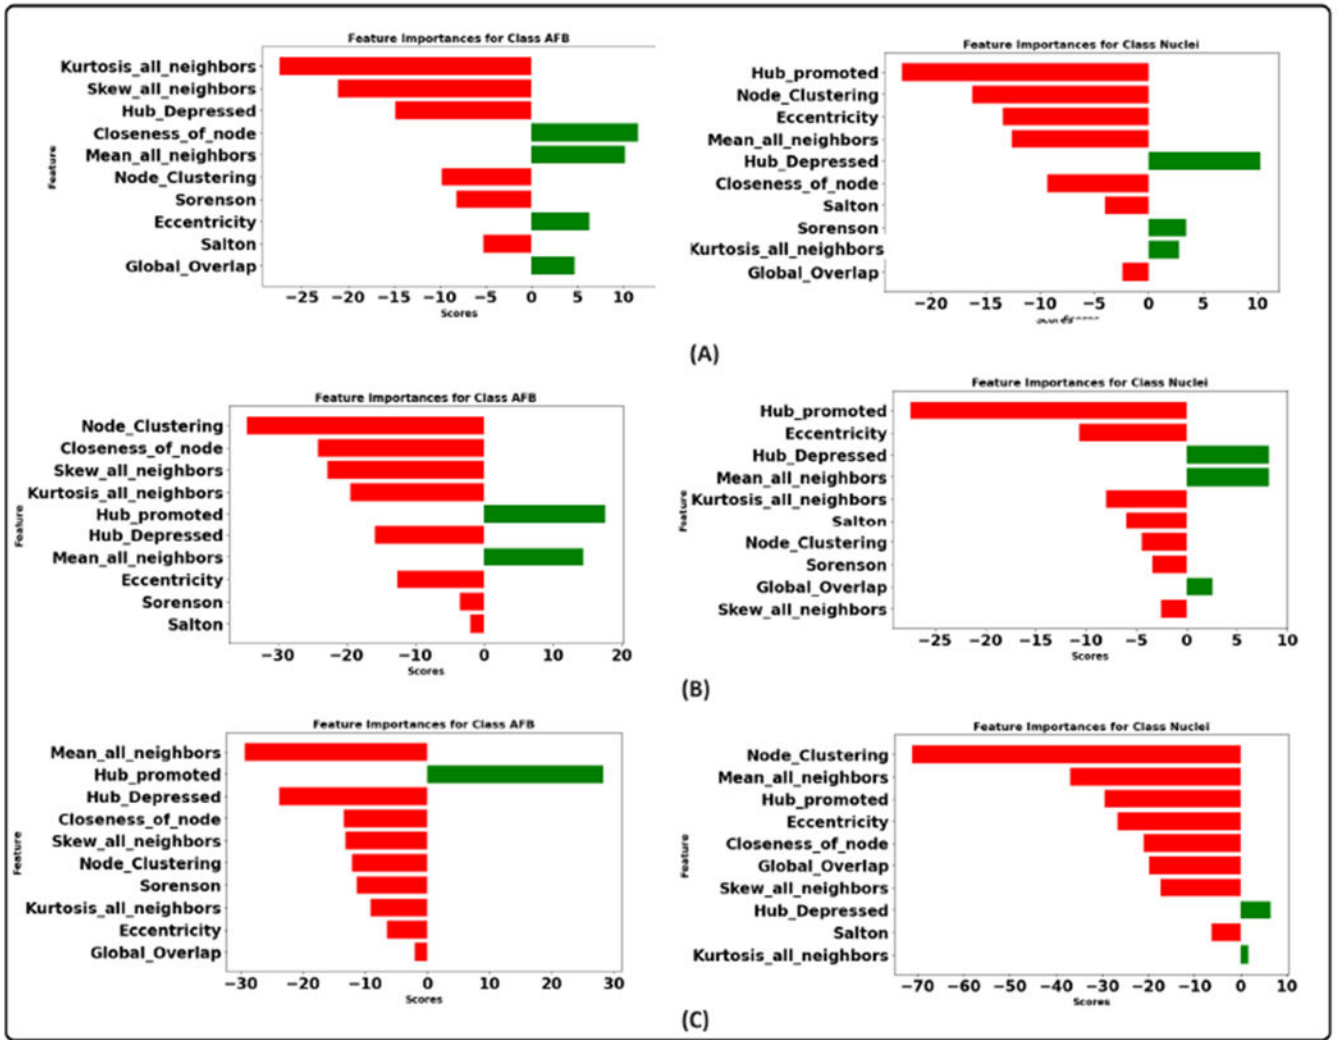 Feature Importances for Class AFB
Kurtosis_all_neighbors
Skew_all_neighbors
Hub_Depressed
Closeness_of_node
Mean_all_neighbors
Node_Clustering
Sorenson
Eccentricity
Salton
Global_Overlap
Feature
−25 −20 −15 −10 −5 0 5 10
Scores
Feature Importances for Class Nuclei
Hub_promoted
Node_Clustering
Eccentricity
Mean_all_neighbors
Hub_Depressed
Closeness_of_node
Salton
Sorenson
Kurtosis_all_neighbors
Global_Overlap
−20 −15 −10 −5 0 5 10
(A)
Feature Importances for Class AFB
Node_Clustering
Closeness_of_node
Skew_all_neighbors
Kurtosis_all_neighbors
Hub_promoted
Hub_Depressed
Mean_all_neighbors
Eccentricity
Sorenson
Salton
Feature
−30 −20 −10 0 10 20
Scores
Feature Importances for Class Nuclei
Hub_promoted
Eccentricity
Hub_Depressed
Mean_all_neighbors
Kurtosis_all_neighbors
Salton
Node_Clustering
Sorenson
Global_Overlap
Skew_all_neighbors
Feature
−25 −20 −15 −10 −5 0 5 10
Scores
(B)
Feature Importances for Class AFB
Mean_all_neighbors
Hub_promoted
Hub_Depressed
Closeness_of_node
Skew_all_neighbors
Node_Clustering
Sorenson
Kurtosis_all_neighbors
Eccentricity
Global_Overlap
Feature
−30 −20 −10 0 10 20 30
Scores
Feature Importances for Class Nuclei
Node_Clustering
Mean_all_neighbors
Hub_promoted
Eccentricity
Closeness_of_node
Global_Overlap
Skew_all_neighbors
Hub_Depressed
Salton
Kurtosis_all_neighbors
Feature
−70 −60 −50 −40 −30 −20 −10 0 10
Scores
(C)